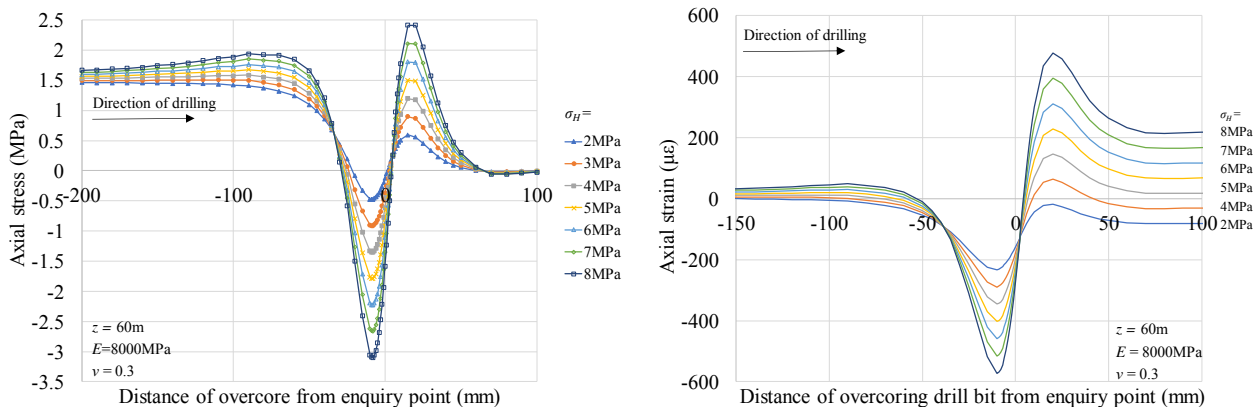 2.5
2
1.5
1
0.5
0
-0.5
-1
-1.5
-2
-2.5
-3
-3.5
Axial stress (MPa)
-200
-100
0
100
Direction of drilling
σH=
2MPa
3MPa
4MPa
5MPa
6MPa
7MPa
8MPa
z = 60m
E=8000MPa
v = 0.3
Distance of overcore from enquiry point (mm)
600
400
200
0
-200
-400
-600
Axial strain (με)
-150
-100
-50
0
50
100
Direction of drilling
σH=
8MPa
7MPa
6MPa
5MPa
4MPa
2MPa
z = 60m
E = 8000MPa
v = 0.3
Distance of overcoring drill bit from enquiry point (mm)